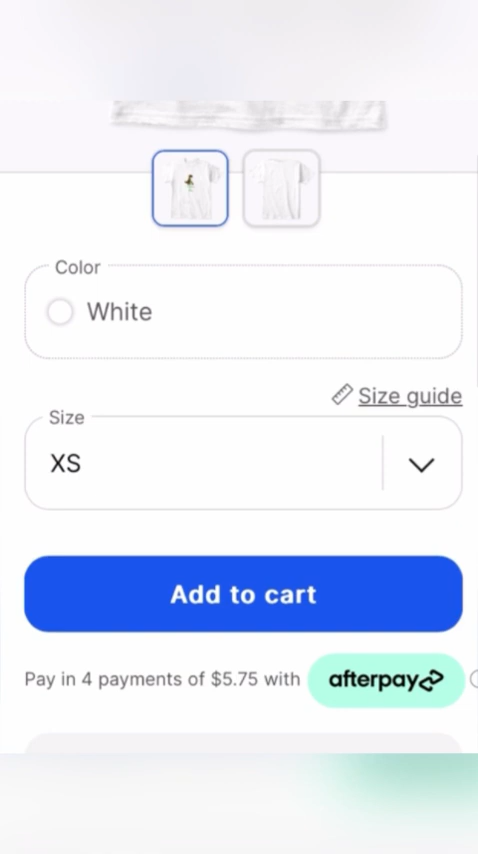 Color
White
Size guide
Size
XS
Add to cart
Pay in 4 payments of $5.75 with afterpay